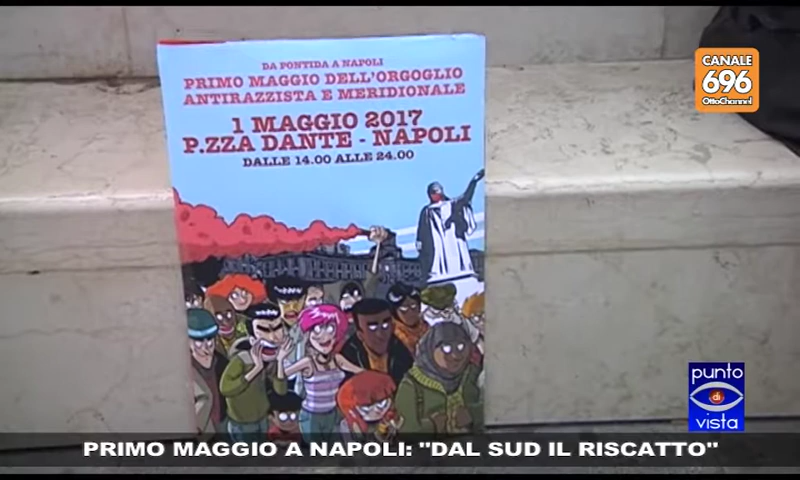 DA PONTIDA A NAPOLI
PRIMO MAGGIO DELL'ORGOGLIO
ANTIRAZZISTA E MERIDIONALE
1 MAGGIO 2017
P.ZZA DANTE - NAPOLI
DALLE 14.00 ALLE 24.00
CANALE
696
OttoChannel
punto
di
vista
PRIMO MAGGIO A NAPOLI: "DAL SUD IL RISCATTO"